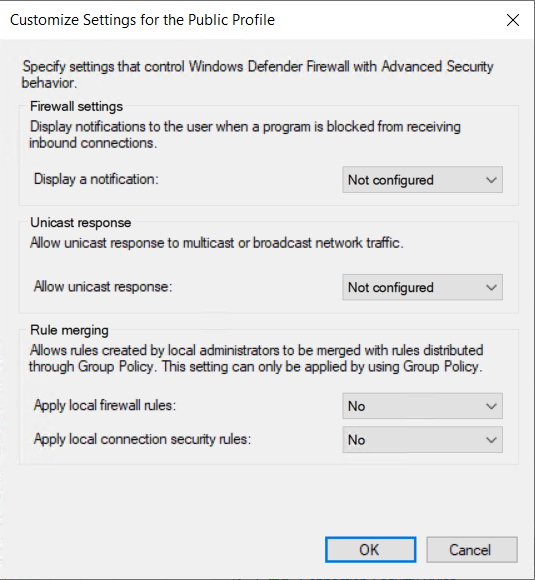 Customize Settings for the Public Profile
Specify settings that control Windows Defender Firewall with Advanced Security
behavior.
Firewall settings
Display notifications to the user when a program is blocked from receiving
inbound connections.
Display a notification: Not configured
Unicast response
Allow unicast response to multicast or broadcast network traffic.
Allow unicast response: Not configured
Rule merging
Allows rules created by local administrators to be merged with rules distributed
through Group Policy. This setting can only be applied by using Group Policy.
Apply local firewall rules: No
Apply local connection security rules: No
OK Cancel